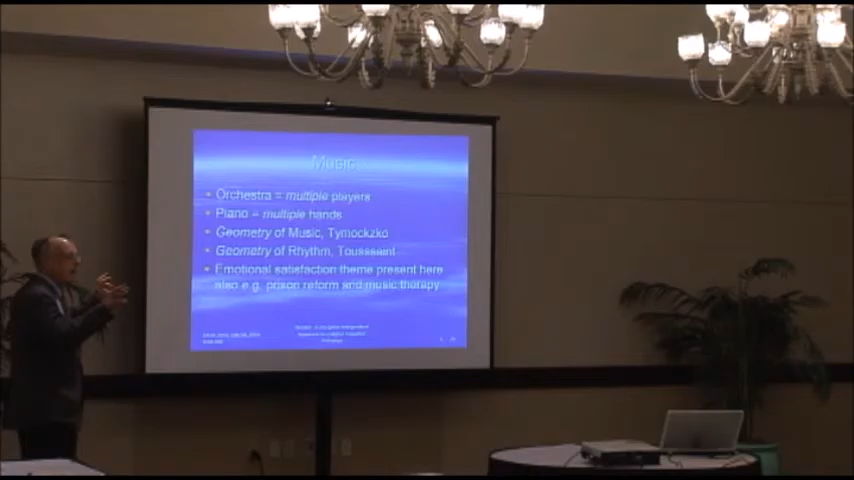 Music
Orchestra = multiple players
Piano = multiple hands
Geometry of Music, Tymockzko
Geometry of Rhythm, Toussaint
Emotional satisfaction theme present here
also e.g. prison reform and music therapy